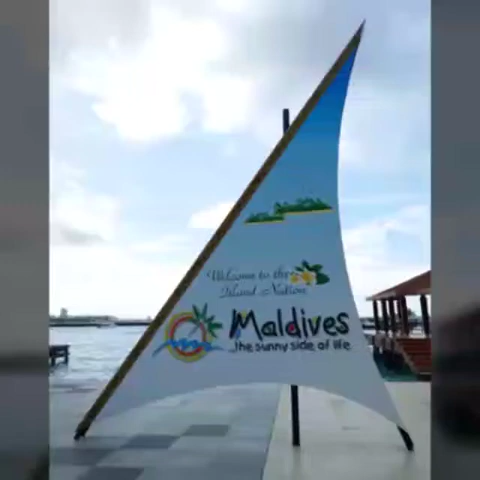 Welcome to the
Island Nation
Maldives
...the sunny side of life